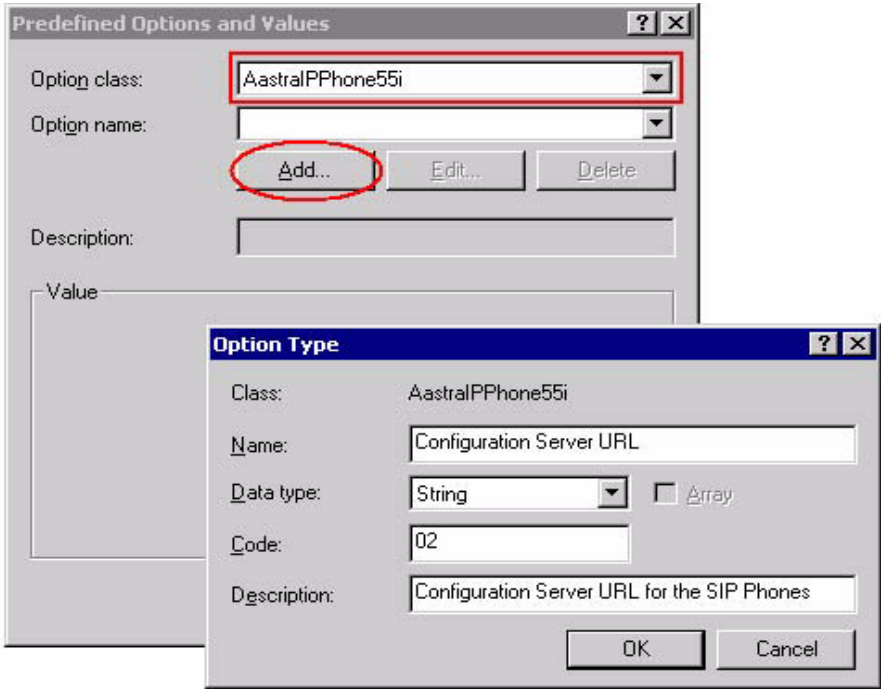 Predefined Options and Values
Option class: AastraIPPhone55i
Option name:
Add... Edit... Delete
Description:
Value
Option Type
Class: AastraIPPhone55i
Name: Configuration Server URL
Data type: String Array
Code: 02
Description: Configuration Server URL for the SIP Phones
OK Cancel